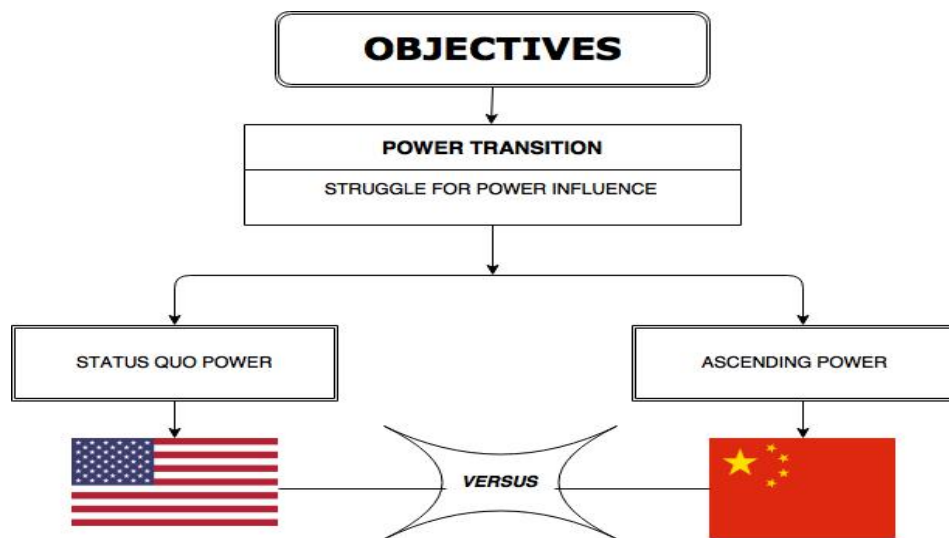 OBJECTIVES
POWER TRANSITION
STRUGGLE FOR POWER INFLUENCE
STATUS QUO POWER
ASCENDING POWER
VERSUS